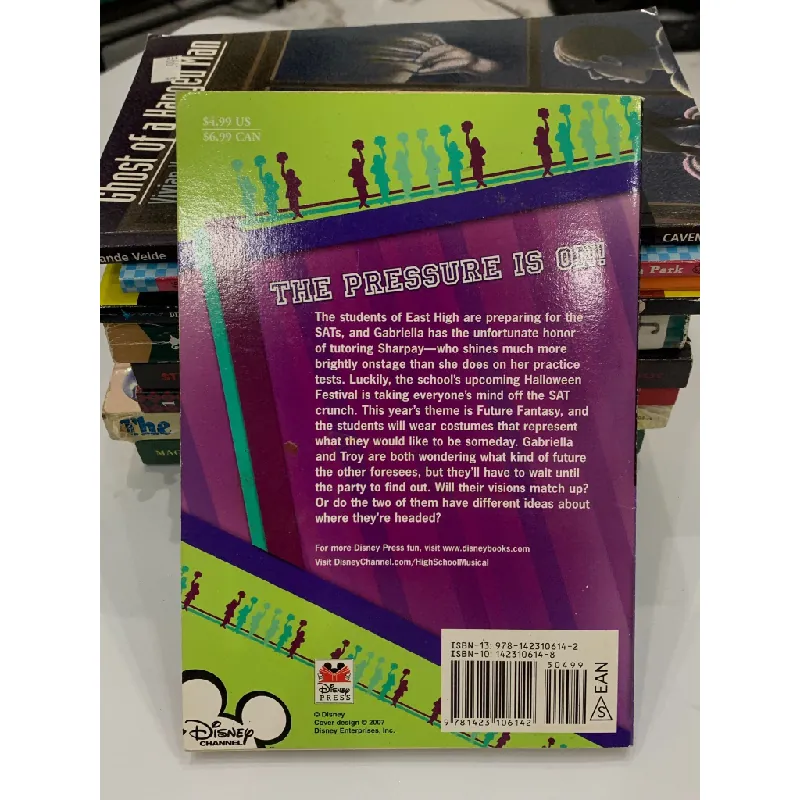 Ghost of a Hanged Man
Vivian V
ande Velde
CAVEN
n Park
The
MAG
$4.99 US
$6.99 CAN
THE PRESSURE IS ON!
The students of East High are preparing for the
SATs, and Gabriella has the unfortunate honor
of tutoring Sharpay—who shines much more
brightly onstage than she does on her practice
tests. Luckily, the school's upcoming Halloween
Festival is taking everyone's mind off the SAT
crunch. This year's theme is Future Fantasy, and
the students will wear costumes that represent
what they would like to be someday. Gabriella
and Troy are both wondering what kind of future
the other foresees, but they'll have to wait until
the party to find out. Will their visions match up?
Or do the two of them have different ideas about
where they're headed?
For more Disney Press fun, visit www.disneybooks.com
Visit DisneyChannel.com/HighSchoolMusical
ISBN-13: 978-142310614-2
ISBN-10: 142310614-8
50499
9 781423 106142
EAN
S
Disney
PRESS
© Disney
Cover design © 2007
Disney Enterprises, Inc.
Disney
CHANNEL